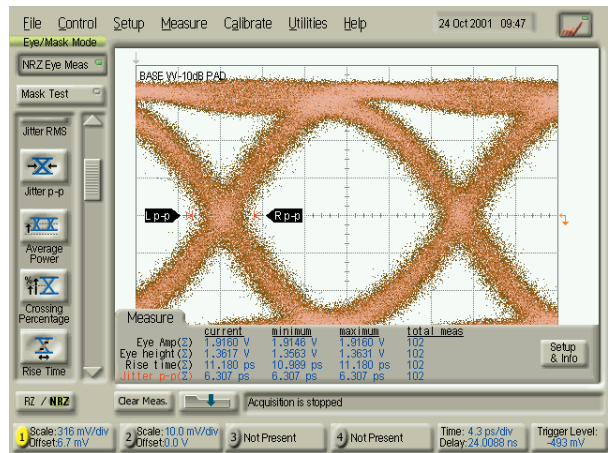 File Control Setup Measure Calibrate Utilities Help 24 Oct 2001 09:47
Eye/Mask Mode
NRZ Eye Meas
Mask Test
Jitter RMS
Jitter p-p
Average
Power
Crossing
Percentage
Rise Time
BASE W-10dB PAD
L p-p
R p-p
Measure
current minimum maximum total meas
Eye Amp(Σ) 1.9160 V 1.9146 V 1.9160 V 102
Eye height(Σ) 1.3617 V 1.3563 V 1.3631 V 102
Rise time(Σ) 11.180 ps 10.989 ps 11.180 ps 102
Jitter p-p(Σ) 6.307 ps 6.307 ps 6.307 ps 102
Setup
& Info
RZ / NRZ
Clear Meas.
Acquisition is stopped
1 Scale:316 mV/div
Offset:6.7 mV
2 Scale:10.0 mV/div
Offset:0.0 V
3 Not Present
4 Not Present
Time: 4.3 ps/div
Delay:24.0088 ns
Trigger Level:
-493 mV